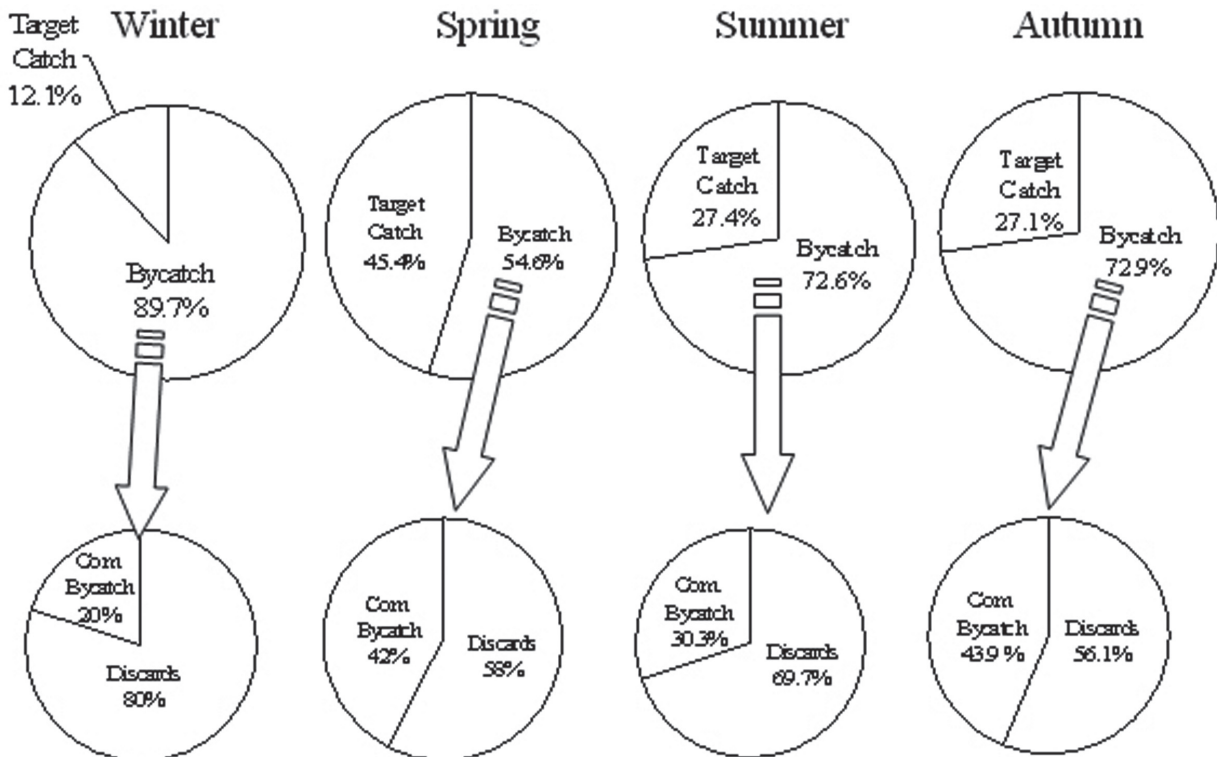 Winter
Target
Catch
12.1%
Bycatch
89.7%
Com
Bycatch
20%
Discards
80%
Spring
Target
Catch
45.4%
Bycatch
54.6%
Com
Bycatch
42%
Discards
58%
Summer
Target
Catch
27.4%
Bycatch
72.6%
Com
Bycatch
30.3%
Discards
69.7%
Autumn
Target
Catch
27.1%
Bycatch
72.9%
Com
Bycatch
43.9 %
Discards
56.1%